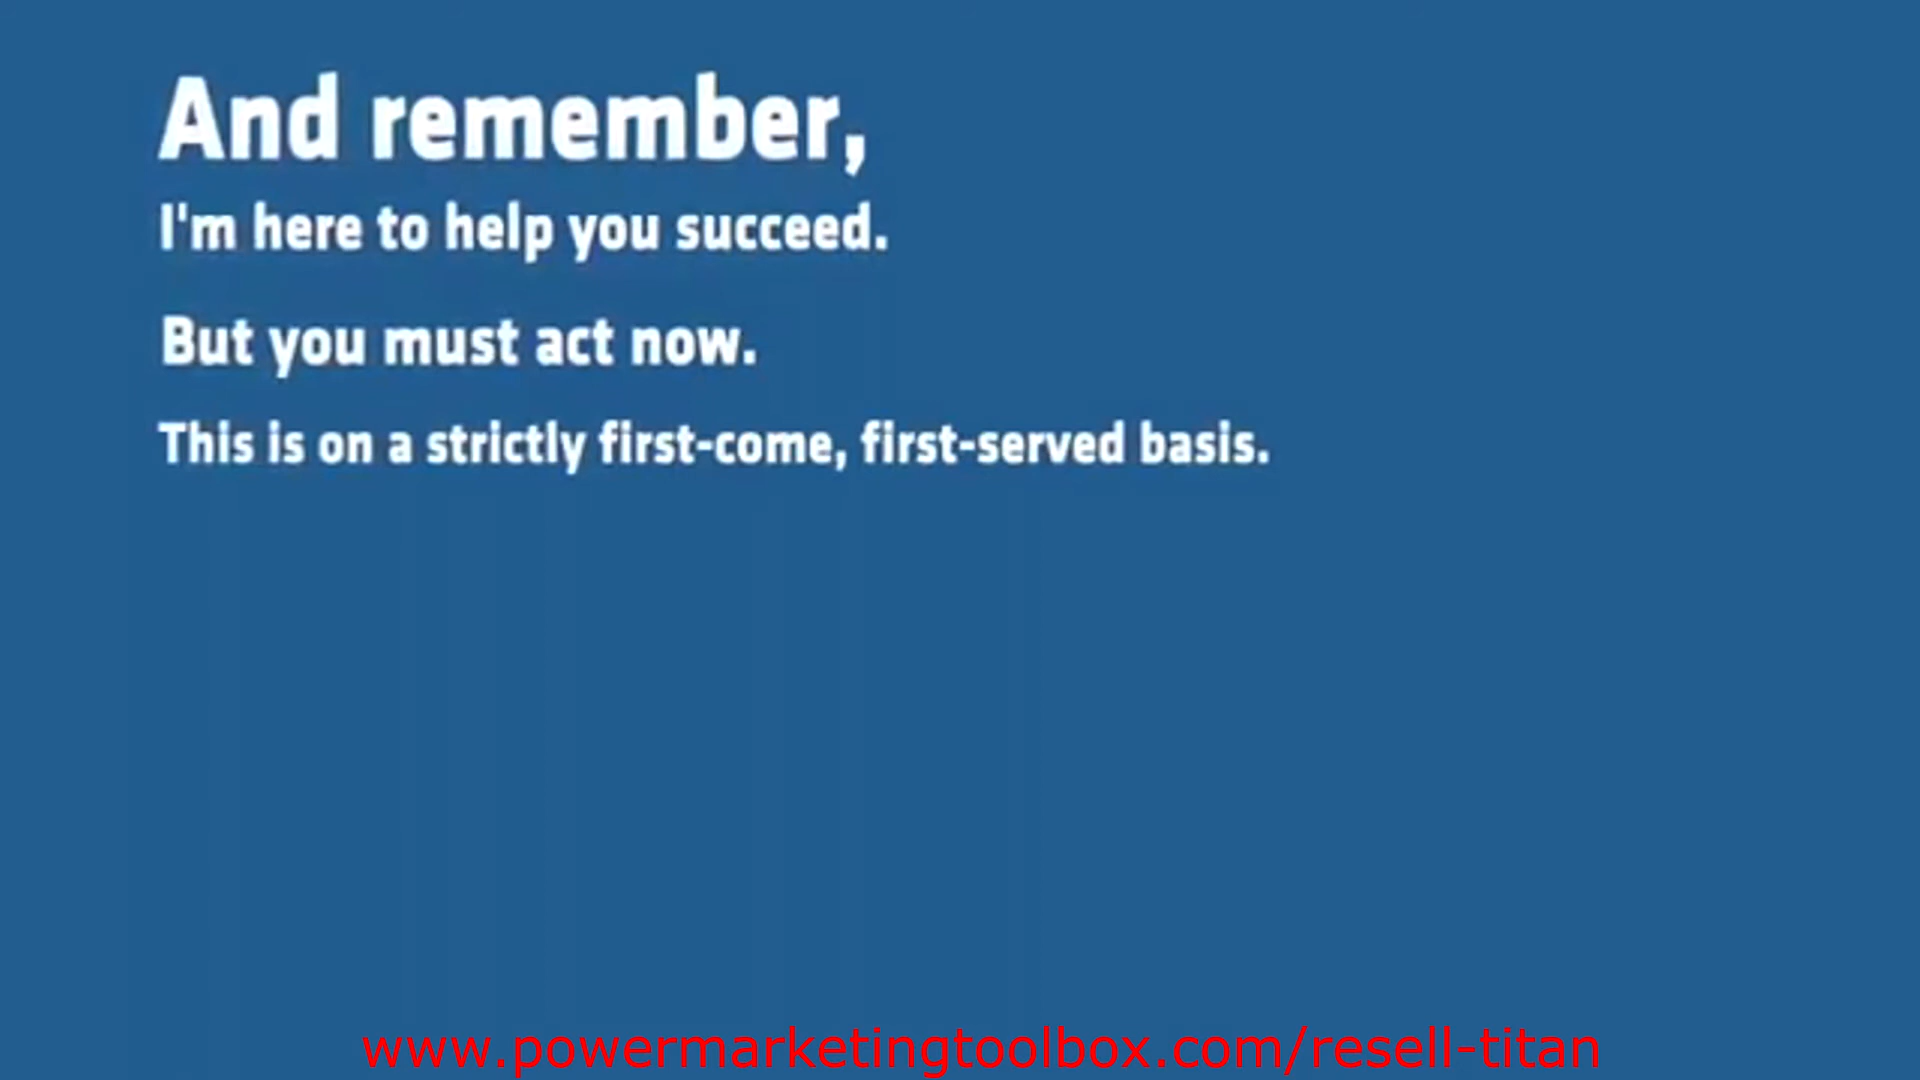 And remember,
I'm here to help you succeed.
But you must act now.
This is on a strictly first-come, first-served basis.
www.powermarketingtoolbox.com/resell-titan